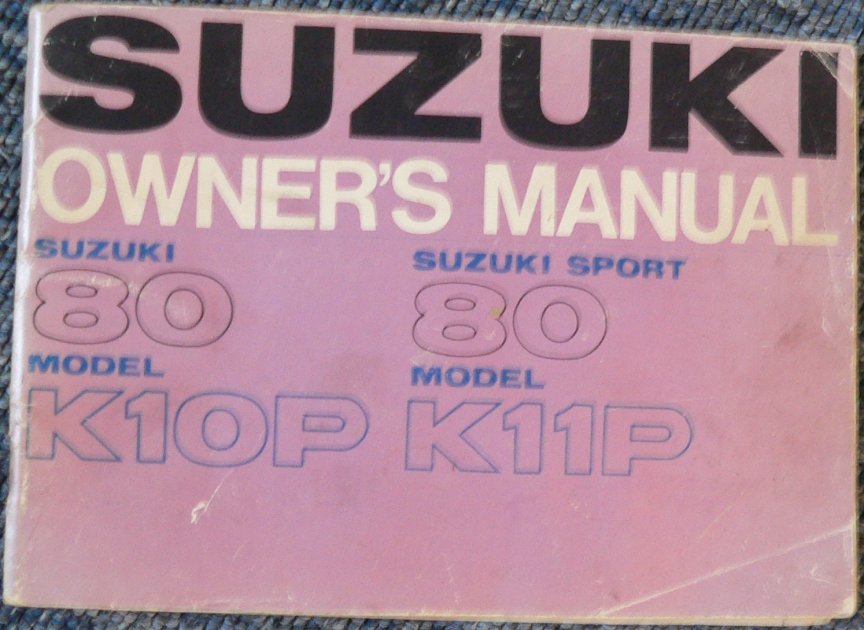 SUZUKI
OWNER'S MANUAL
SUZUKI
80
MODEL
K10P
SUZUKI SPORT
80
MODEL
K11P